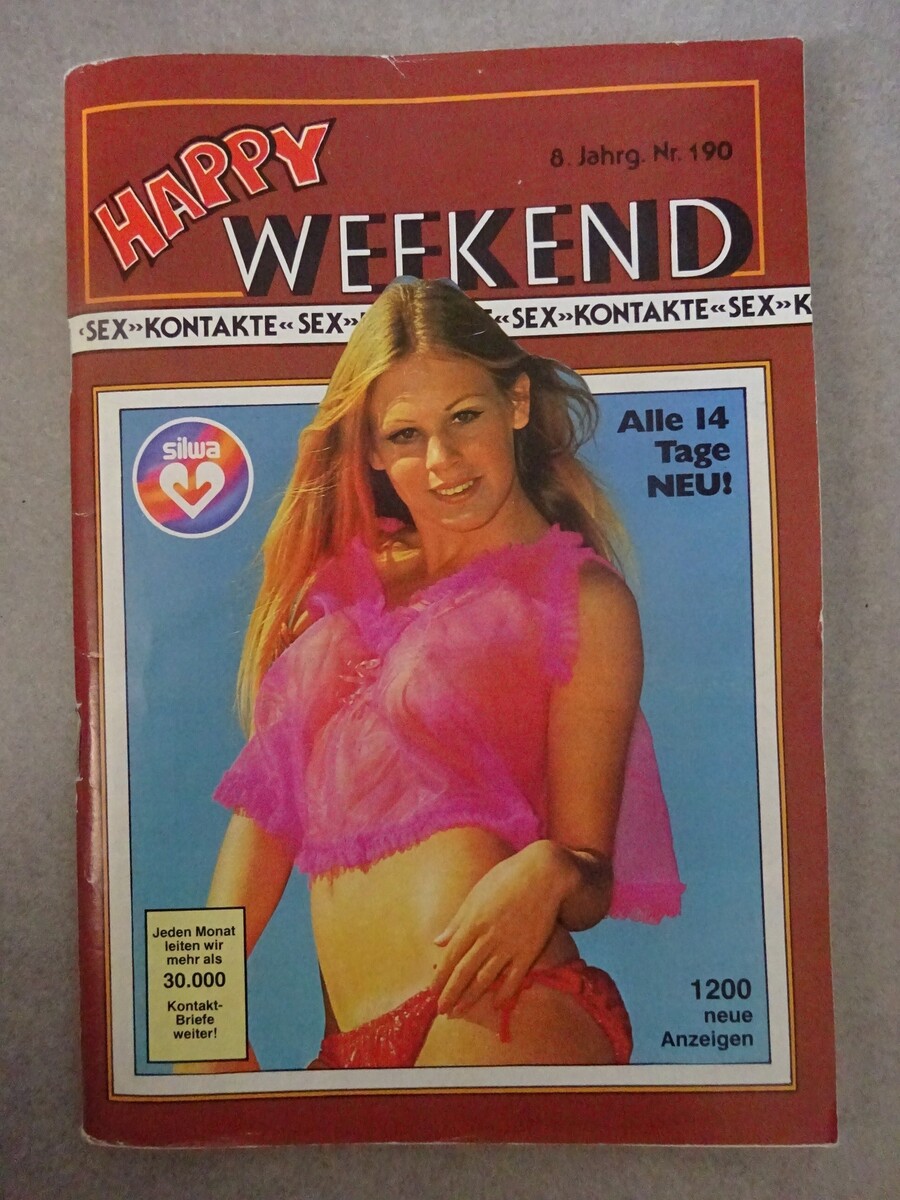 HAPPY
8. Jahrg. Nr. 190
WEEKEND
‹SEX»KONTAKTE«SEX» «SEX»KONTAKTE«SEX»K
silwa
Alle 14
Tage
NEU!
Jeden Monat
leiten wir
mehr als
30.000
Kontakt-
Briefe
weiter!
1200
neue
Anzeigen